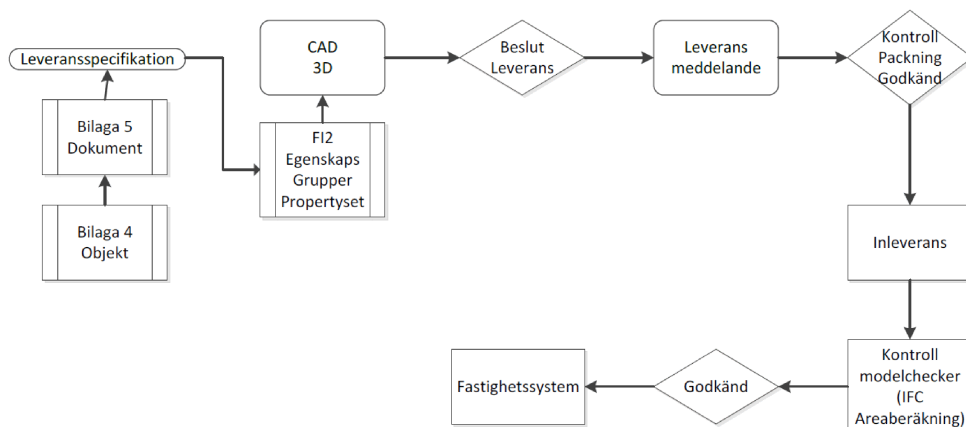 Leveransspecifikation
Bilaga 5
Dokument
Bilaga 4
Objekt
CAD
3D
FI2
Egenskaps
Grupper
Propertyset
Beslut
Leverans
Leverans
meddelande
Kontroll
Packning
Godkänd
Inleverans
Kontroll
modelchecker
(IFC
Areaberäkning)
Godkänd
Fastighetssystem